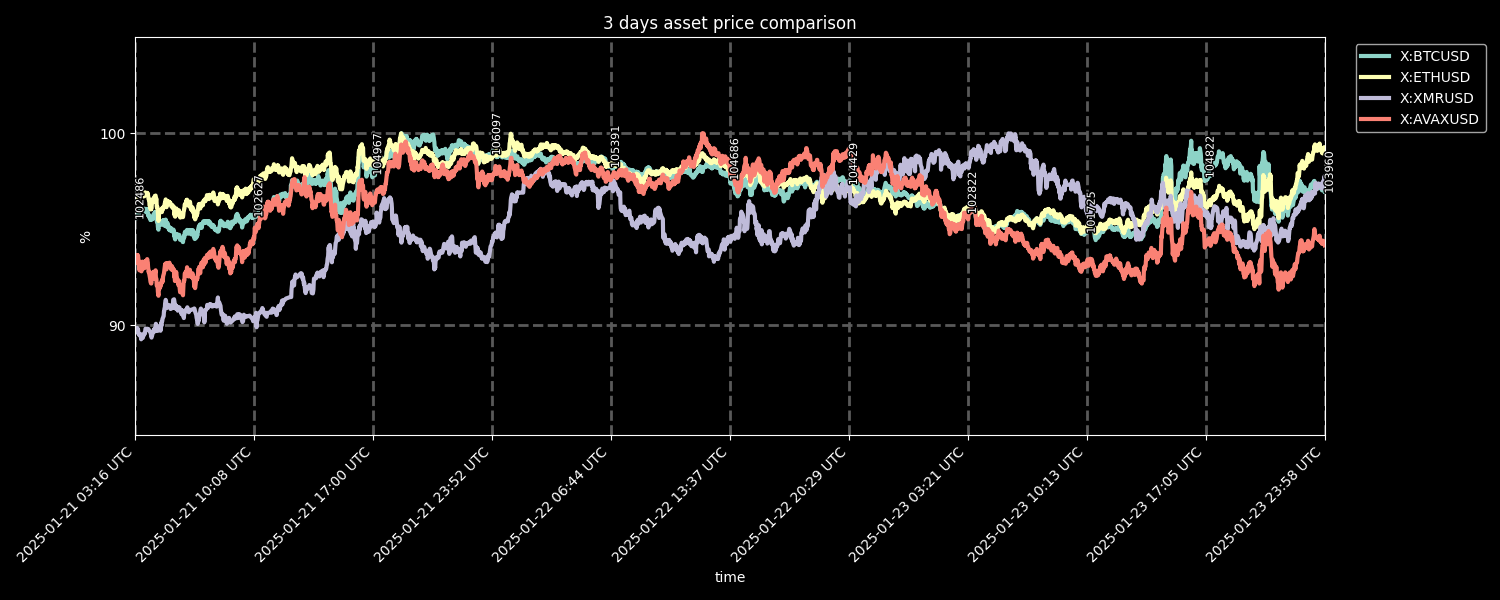 3 days asset price comparison
X:BTCUSD
X:ETHUSD
X:XMRUSD
X:AVAXUSD
100
90
%
102486
102627
104967
106097
105391
104686
104429
102822
101725
104822
103960
2025-01-21 03:16 UTC
2025-01-21 10:08 UTC
2025-01-21 17:00 UTC
2025-01-21 23:52 UTC
2025-01-22 06:44 UTC
2025-01-22 13:37 UTC
2025-01-22 20:29 UTC
2025-01-23 03:21 UTC
2025-01-23 10:13 UTC
2025-01-23 17:05 UTC
2025-01-23 23:58 UTC
time